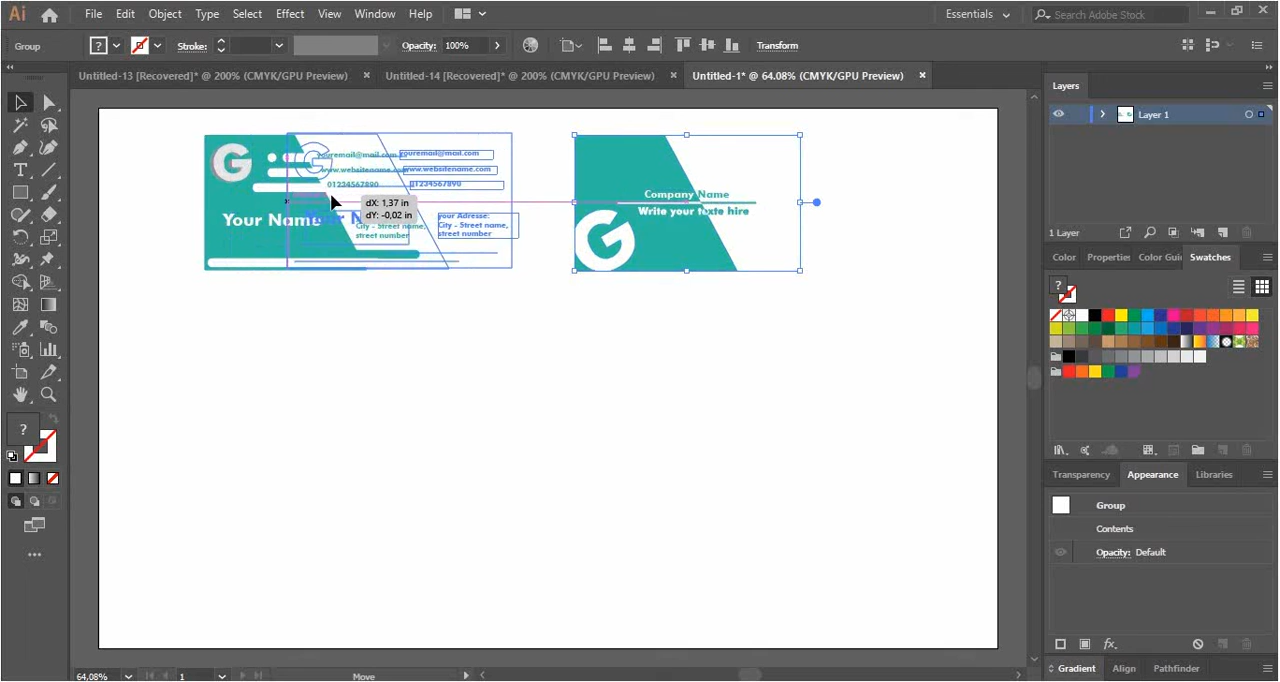 Ai File Edit Object Type Select Effect View Window Help Essentials Search Adobe Stock
Group ? Stroke: Opacity: 100% Transform
Untitled-13 [Recovered]* @ 200% (CMYK/GPU Preview) × Untitled-14 [Recovered]* @ 200% (CMYK/GPU Preview) × Untitled-1* @ 64.08% (CMYK/GPU Preview) ×
Layers
Layer 1
G
youremail@mail.com
youremail@mail.com
www.websitename.com
01234567890
01234567890
dX: 1,37 in
dY: -0,02 in
Your Name
City - Street name,
street number
your Adresse:
City - Street name,
street number
Company Name
Write your texte hire
G
1 Layer
Color Properties Color Gui Swatches
?
Transparency Appearance Libraries
Group
Contents
Opacity: Default
fx
?
64,08% 1 Move
Gradient Align Pathfinder